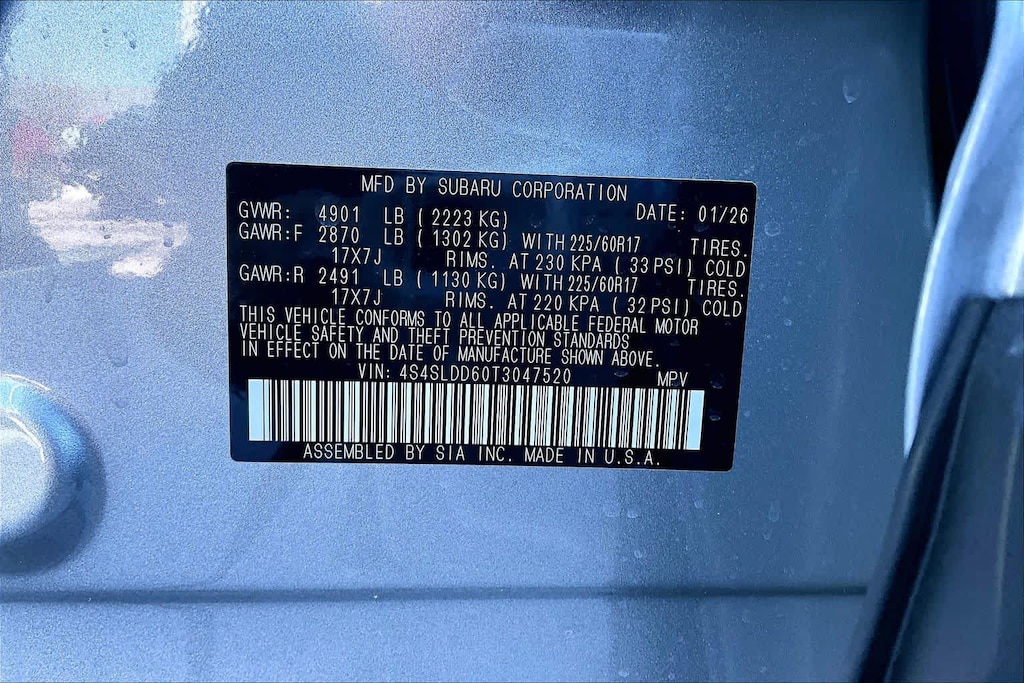 MFD BY SUBARU CORPORATION
GVWR: 4901 LB ( 2223 KG) DATE: 01/26
GAWR:F 2870 LB ( 1302 KG) WITH 225/60R17 TIRES.
17X7J RIMS. AT 230 KPA ( 33 PSI) COLD
GAWR:R 2491 LB ( 1130 KG) WITH 225/60R17 TIRES.
17X7J RIMS. AT 220 KPA ( 32 PSI) COLD
THIS VEHICLE CONFORMS TO ALL APPLICABLE FEDERAL MOTOR
VEHICLE SAFETY AND THEFT PREVENTION STANDARDS
IN EFFECT ON THE DATE OF MANUFACTURE SHOWN ABOVE.
VIN: 4S4SLDD60T3047520 MPV
ASSEMBLED BY SIA INC. MADE IN U.S.A.